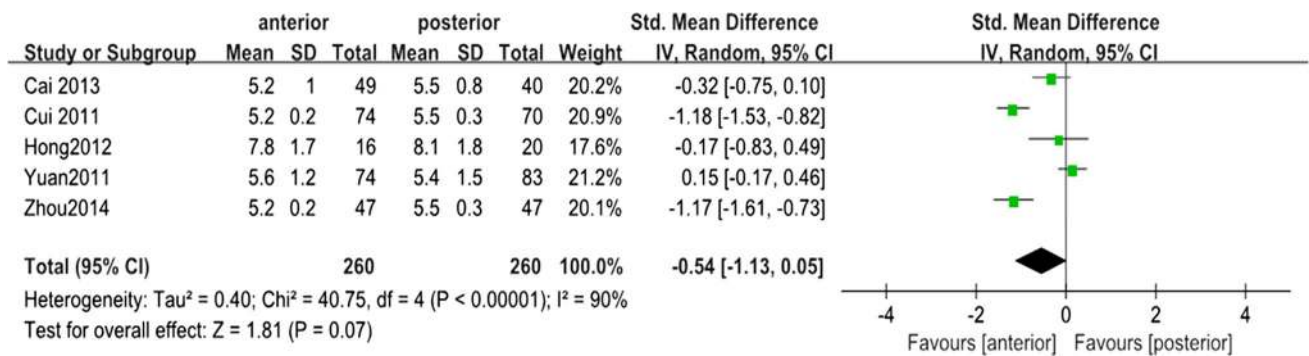 anterior posterior Std. Mean Difference Std. Mean Difference
Study or Subgroup Mean SD Total Mean SD Total Weight IV, Random, 95% CI IV, Random, 95% CI
Cai 2013 5.2 1 49 5.5 0.8 40 20.2% -0.32 [-0.75, 0.10]
Cui 2011 5.2 0.2 74 5.5 0.3 70 20.9% -1.18 [-1.53, -0.82]
Hong2012 7.8 1.7 16 8.1 1.8 20 17.6% -0.17 [-0.83, 0.49]
Yuan2011 5.6 1.2 74 5.4 1.5 83 21.2% 0.15 [-0.17, 0.46]
Zhou2014 5.2 0.2 47 5.5 0.3 47 20.1% -1.17 [-1.61, -0.73]
Total (95% CI) 260 260 100.0% -0.54 [-1.13, 0.05]
Heterogeneity: Tau² = 0.40; Chi² = 40.75, df = 4 (P < 0.00001); I² = 90%
Test for overall effect: Z = 1.81 (P = 0.07)
-4 -2 0 2 4
Favours [anterior] Favours [posterior]